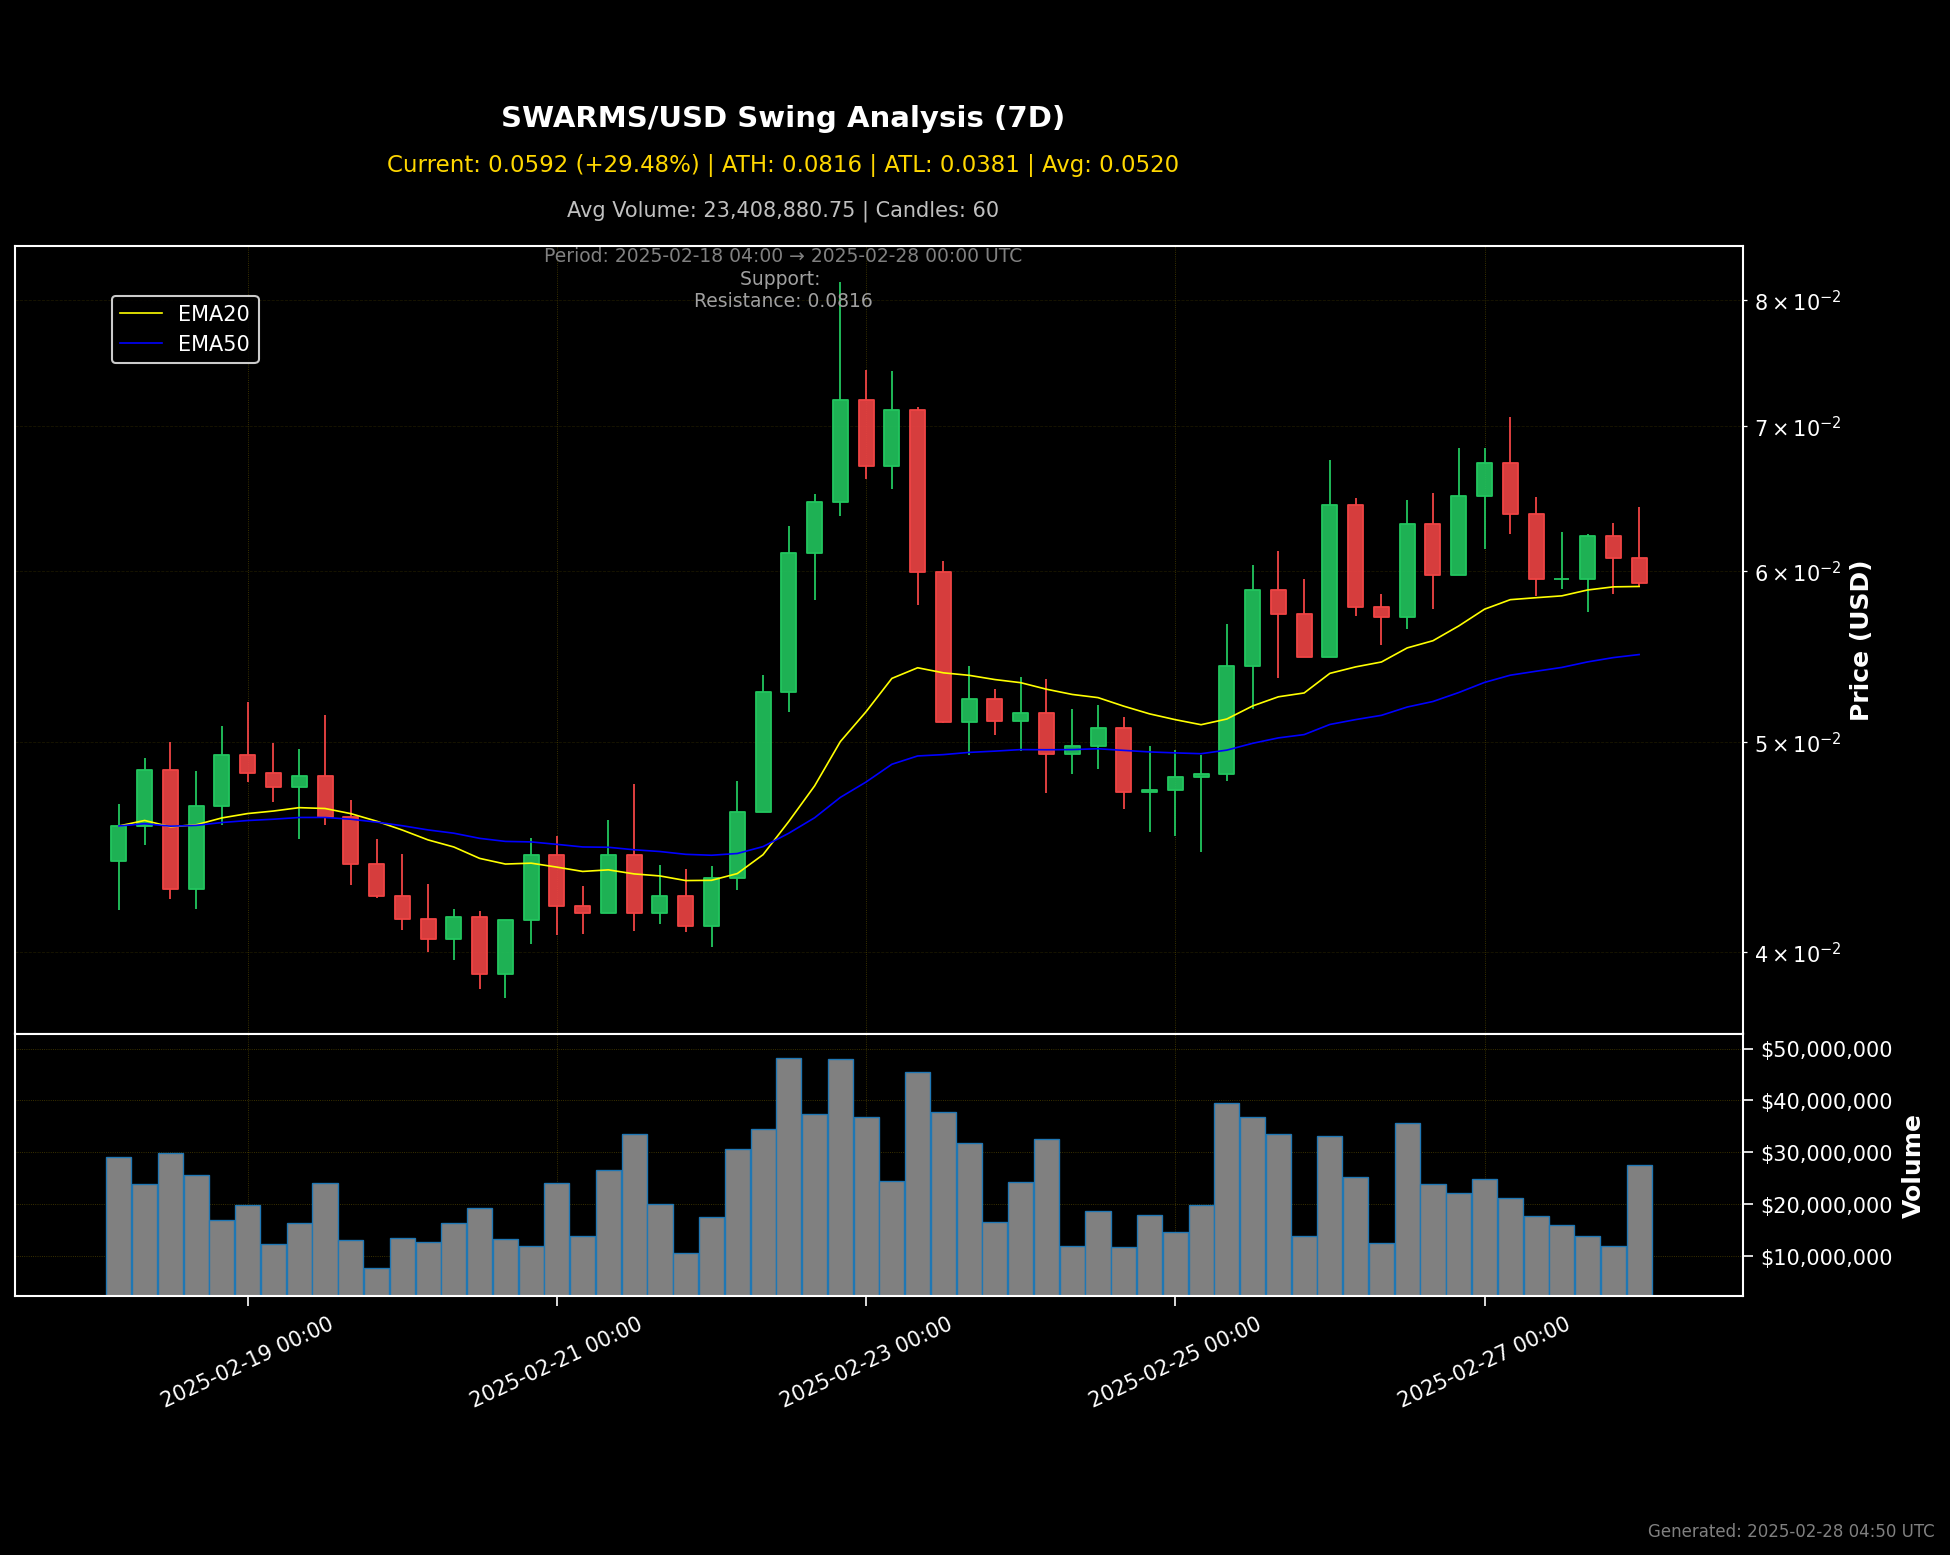 SWARMS/USD Swing Analysis (7D)
Current: 0.0592 (+29.48%) | ATH: 0.0816 | ATL: 0.0381 | Avg: 0.0520
Avg Volume: 23,408,880.75 | Candles: 60
Period: 2025-02-18 04:00 → 2025-02-28 00:00 UTC
Support:
Resistance: 0.0816
EMA20
EMA50
8 × 10⁻²
7 × 10⁻²
6 × 10⁻²
5 × 10⁻²
4 × 10⁻²
Price (USD)
$50,000,000
$40,000,000
$30,000,000
$20,000,000
$10,000,000
Volume
2025-02-19 00:00
2025-02-21 00:00
2025-02-23 00:00
2025-02-25 00:00
2025-02-27 00:00
Generated: 2025-02-28 04:50 UTC